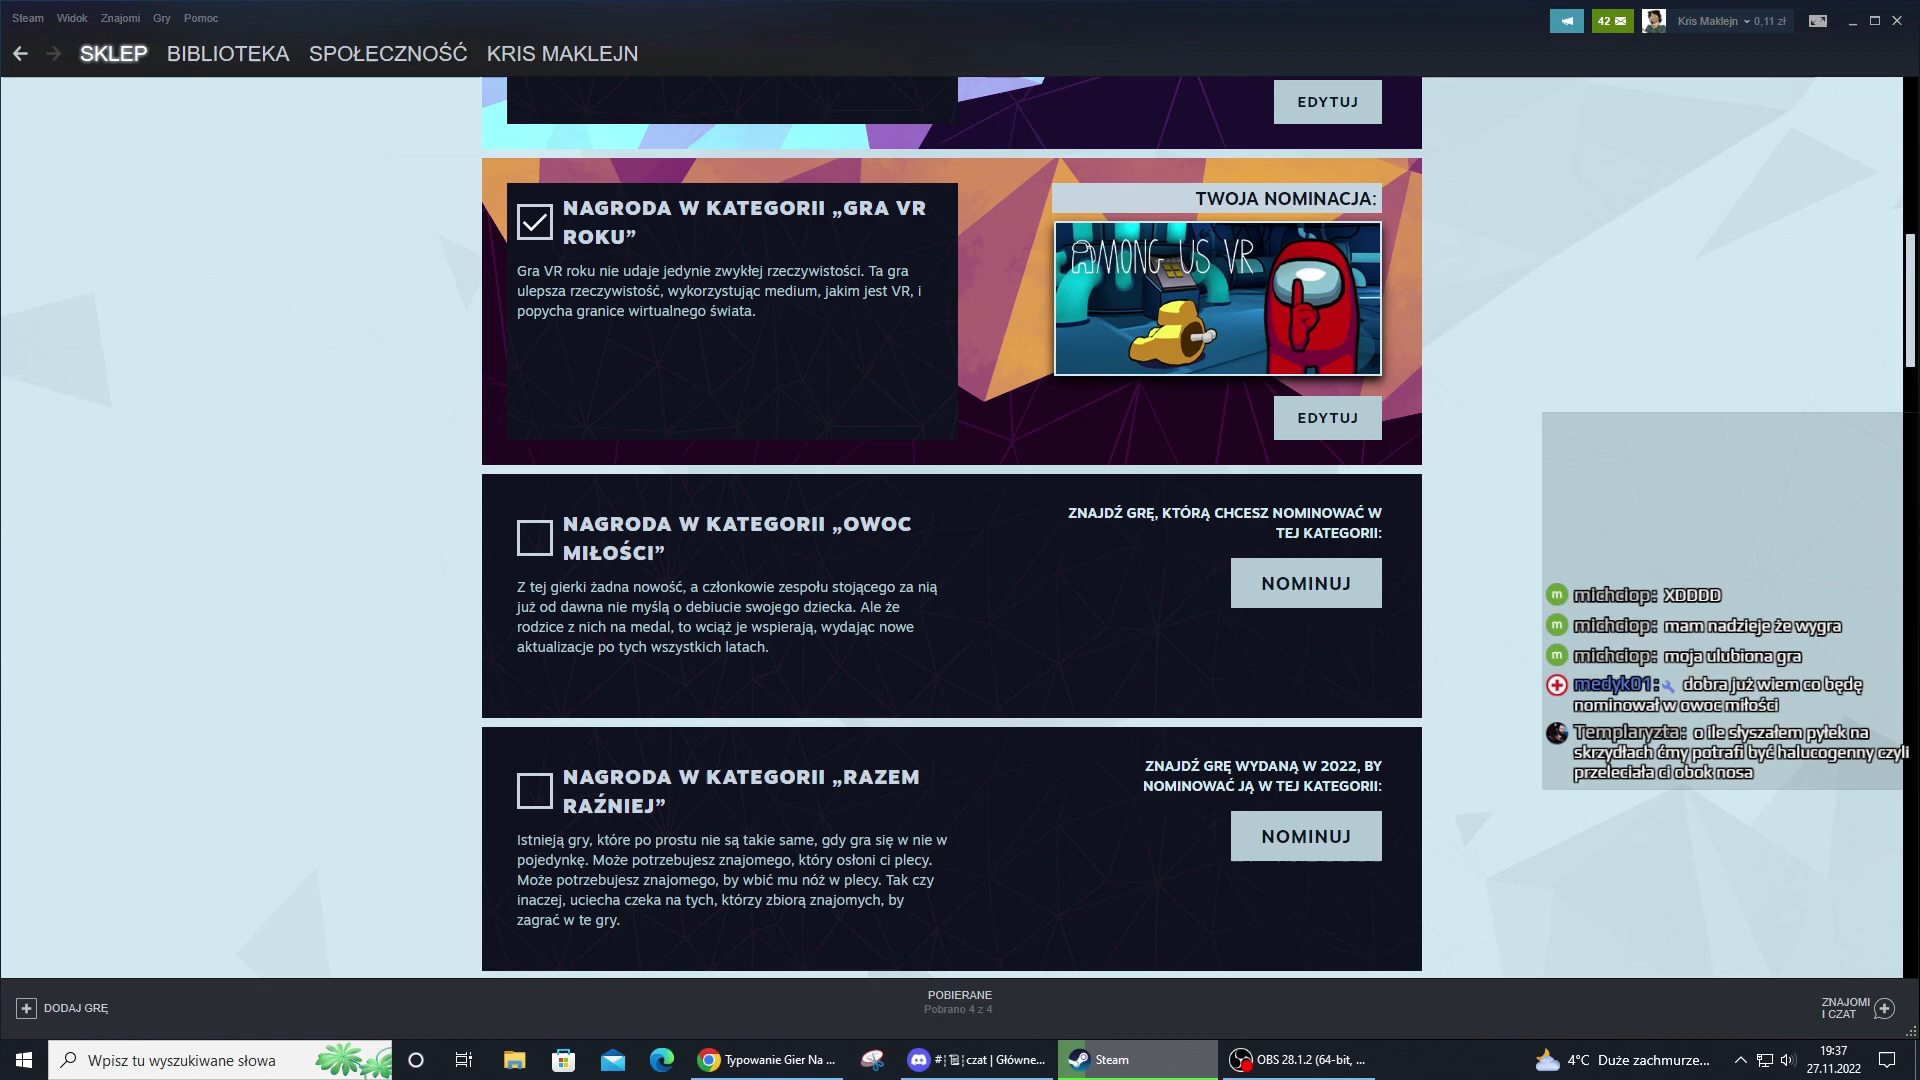 Steam Widok Znajomi Gry Pomoc
42
Kris Maklejn 0,11 zł
SKLEP BIBLIOTEKA SPOŁECZNOŚĆ KRIS MAKLEJN
EDYTUJ
NAGRODA W KATEGORII „GRA VR
ROKU”
Gra VR roku nie udaje jedynie zwykłej rzeczywistości. Ta gra
ulepsza rzeczywistość, wykorzystując medium, jakim jest VR, i
popycha granice wirtualnego świata.
TWOJA NOMINACJA:
AMONG US VR
EDYTUJ
NAGRODA W KATEGORII „OWOC
MIŁOŚCI”
Z tej gierki żadna nowość, a członkowie zespołu stojącego za nią
już od dawna nie myślą o debiucie swojego dziecka. Ale że
rodzice z nich na medal, to wciąż je wspierają, wydając nowe
aktualizacje po tych wszystkich latach.
ZNAJDŹ GRĘ, KTÓRĄ CHCESZ NOMINOWAĆ W
TEJ KATEGORII:
NOMINUJ
NAGRODA W KATEGORII „RAZEM
RAŹNIEJ”
Istnieją gry, które po prostu nie są takie same, gdy gra się w nie w
pojedynkę. Może potrzebujesz znajomego, który osłoni ci plecy.
Może potrzebujesz znajomego, by wbić mu nóż w plecy. Tak czy
inaczej, uciecha czeka na tych, którzy zbiorą znajomych, by
zagrać w te gry.
ZNAJDŹ GRĘ WYDANĄ W 2022, BY
NOMINOWAĆ JĄ W TEJ KATEGORII:
NOMINUJ
m michciop: XDDDD
m michciop: mam nadzieje że wygra
m michciop: moja ulubiona gra
medyk01: dobra już wiem co będę
nominował w owoc miłości
Templaryzta: o ile słyszałem pyłek na
skrzydłach ćmy potrafi być halucogenny czyli
przeleciała ci obok nosa
DODAJ GRĘ
POBIERANE
Pobrano 4 z 4
ZNAJOMI
I CZAT
Wpisz tu wyszukiwane słowa
Typowanie Gier Na ...
czat | Główne...
Steam
OBS 28.1.2 (64-bit, ...
4°C Duże zachmurze...
19:37
27.11.2022